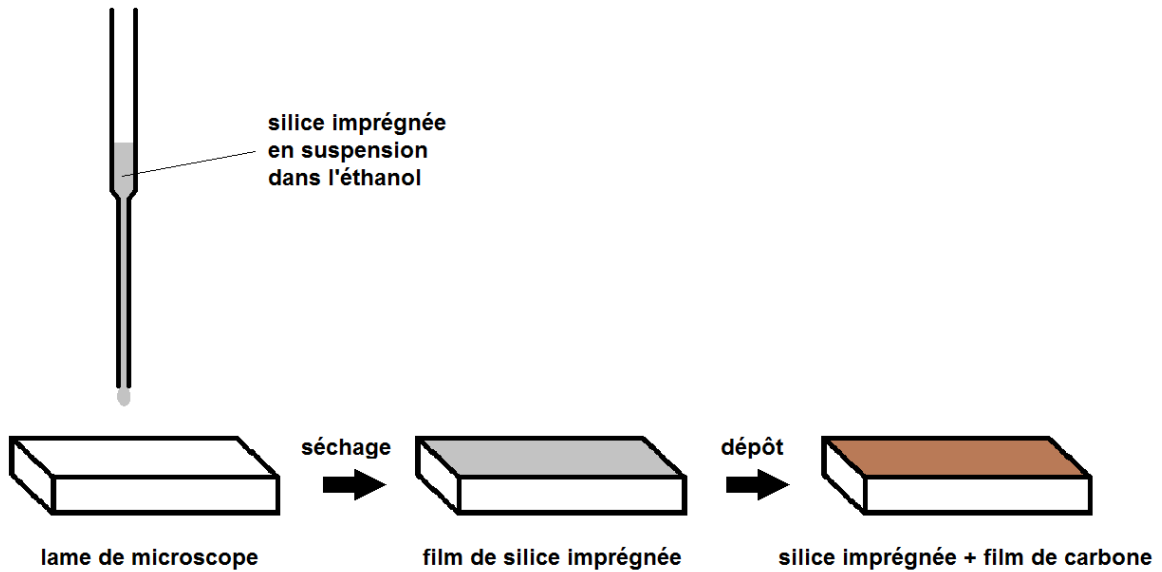 silice imprégnée
en suspension
dans l'éthanol
séchage
dépôt
lame de microscope
film de silice imprégnée
silice imprégnée + film de carbone